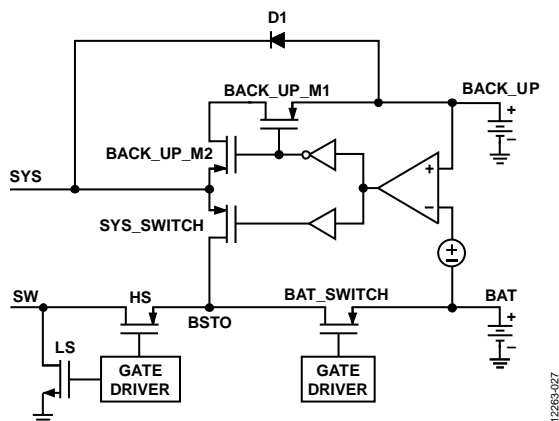 D1
BACK_UP_M1
BACK_UP
+
–
BACK_UP_M2
SYS
+
–
SYS_SWITCH
±
SW
HS
BSTO
BAT_SWITCH
BAT
+
–
LS
GATE
DRIVER
GATE
DRIVER
12263-027